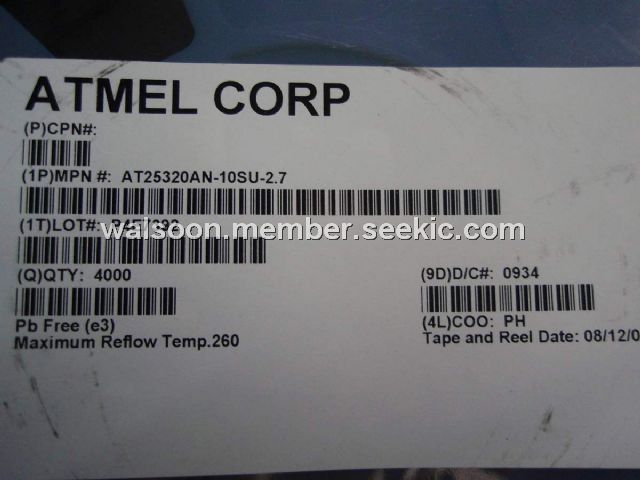 ATMEL CORP
(P)CPN#:
(1P)MPN #: AT25320AN-10SU-2.7
(1T)LOT#:
walsoon.member.seekic.com
(Q)QTY: 4000
(9D)D/C#: 0934
Pb Free (e3)
(4L)COO: PH
Maximum Reflow Temp.260
Tape and Reel Date: 08/12/0